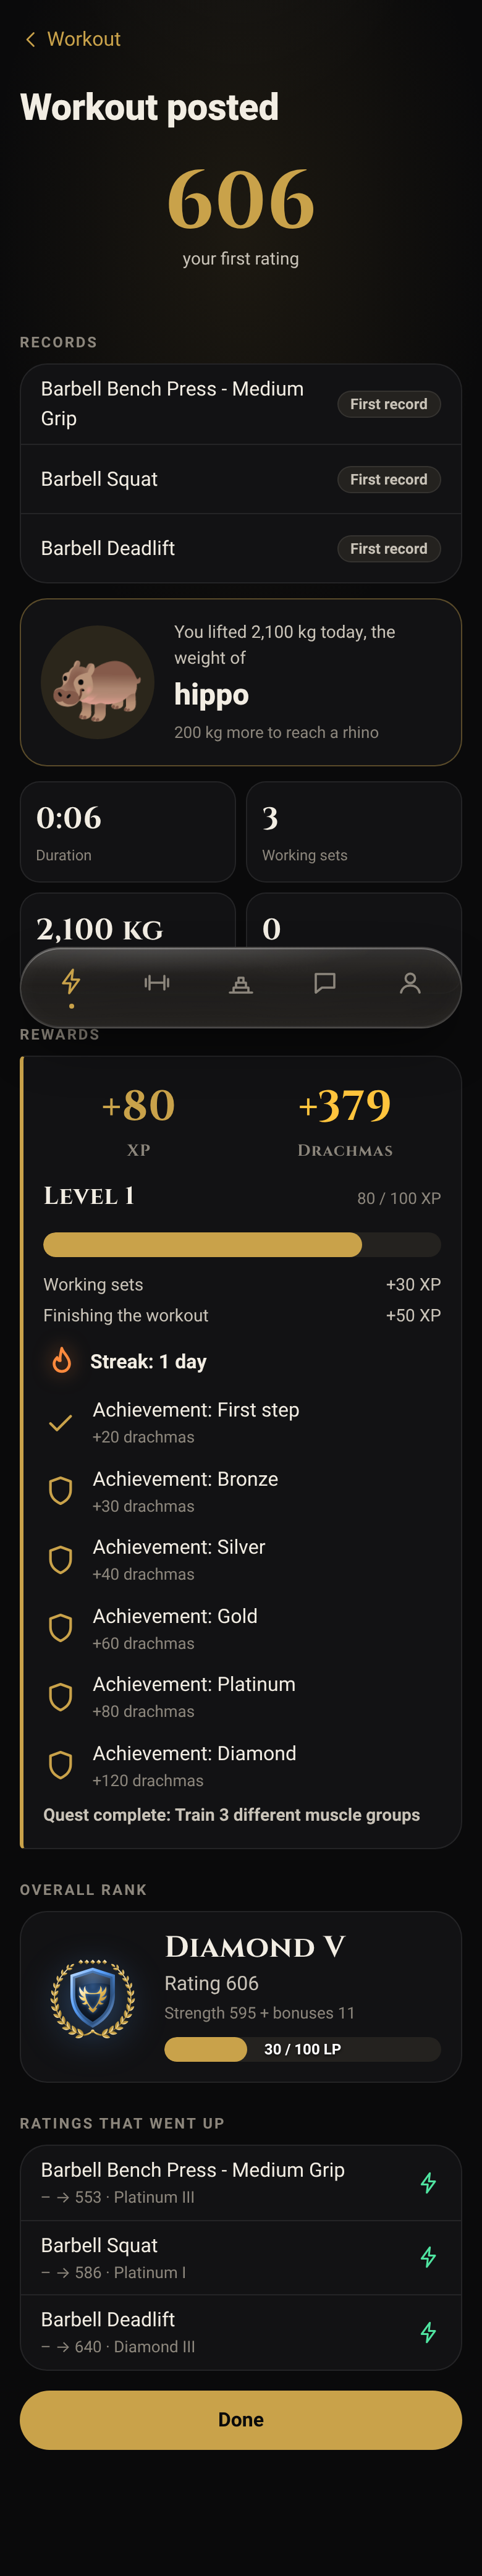 Workout
Workout posted
606
your first rating
RECORDS
Barbell Bench Press - Medium
Grip
First record
Barbell Squat
First record
Barbell Deadlift
First record
You lifted 2,100 kg today, the
weight of
hippo
200 kg more to reach a rhino
0:06
Duration
3
Working sets
2,100 KG
0
REWARDS
+80
XP
+379
Drachmas
Level 1
80 / 100 XP
Working sets
+30 XP
Finishing the workout
+50 XP
Streak: 1 day
Achievement: First step
+20 drachmas
Achievement: Bronze
+30 drachmas
Achievement: Silver
+40 drachmas
Achievement: Gold
+60 drachmas
Achievement: Platinum
+80 drachmas
Achievement: Diamond
+120 drachmas
Quest complete: Train 3 different muscle groups
OVERALL RANK
Diamond V
Rating 606
Strength 595 + bonuses 11
30 / 100 LP
RATINGS THAT WENT UP
Barbell Bench Press - Medium Grip
– → 553 · Platinum III
Barbell Squat
– → 586 · Platinum I
Barbell Deadlift
– → 640 · Diamond III
Done